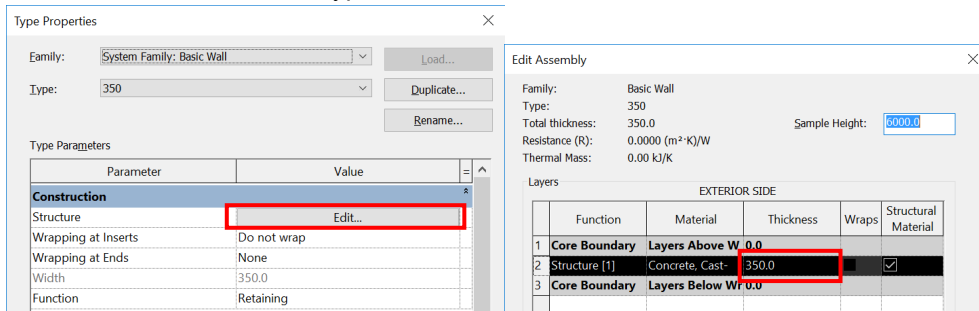 Type Properties
Family: System Family: Basic Wall Load...
Type: 350 Duplicate...
Rename...
Type Parameters
Parameter Value =
Construction
Structure Edit...
Wrapping at Inserts Do not wrap
Wrapping at Ends None
Width 350.0
Function Retaining
Edit Assembly
Family: Basic Wall
Type: 350
Total thickness: 350.0 Sample Height: 6000.0
Resistance (R): 0.0000 (m²·K)/W
Thermal Mass: 0.00 kJ/K
Layers
EXTERIOR SIDE
Function Material Thickness Wraps Structural Material
1 Core Boundary Layers Above W 0.0
2 Structure [1] Concrete, Cast- 350.0
3 Core Boundary Layers Below Wr 0.0